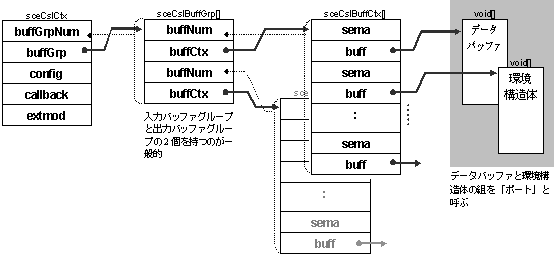 sceCslCtx
buffGrpNum
buffGrp
config
callback
extmod
sceCslBuffGrp[]
buffNum
buffCtx
buffNum
buffCtx
入力バッファグループ
と出力バッファグルー
プの2個を持つのが一
般的
sceCslBuffCtx[]
sema
buff
sema
buff
:
sema
buff
sce
:
sema
buff
void[]
データ
バッファ
void[]
環境
構造体
データバッファと環境構
造体の組を「ポート」と
呼ぶ